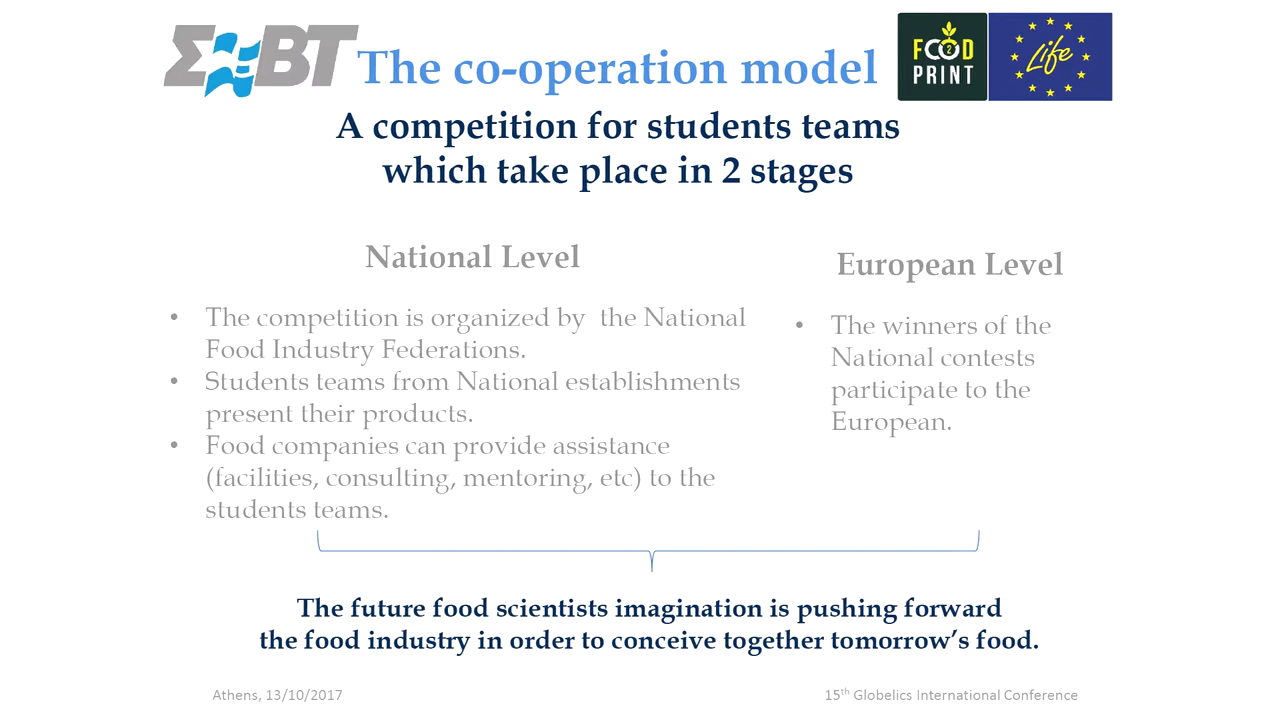 ΣΕΒΤ
The co-operation model
FOOD
2
PRINT
Life
A competition for students teams
which take place in 2 stages
National Level
• The competition is organized by the National
Food Industry Federations.
• Students teams from National establishments
present their products.
• Food companies can provide assistance
(facilities, consulting, mentoring, etc) to the
students teams.
European Level
• The winners of the
National contests
participate to the
European.
The future food scientists imagination is pushing forward
the food industry in order to conceive together tomorrow’s food.
Athens, 13/10/2017
15th Globelics International Conference